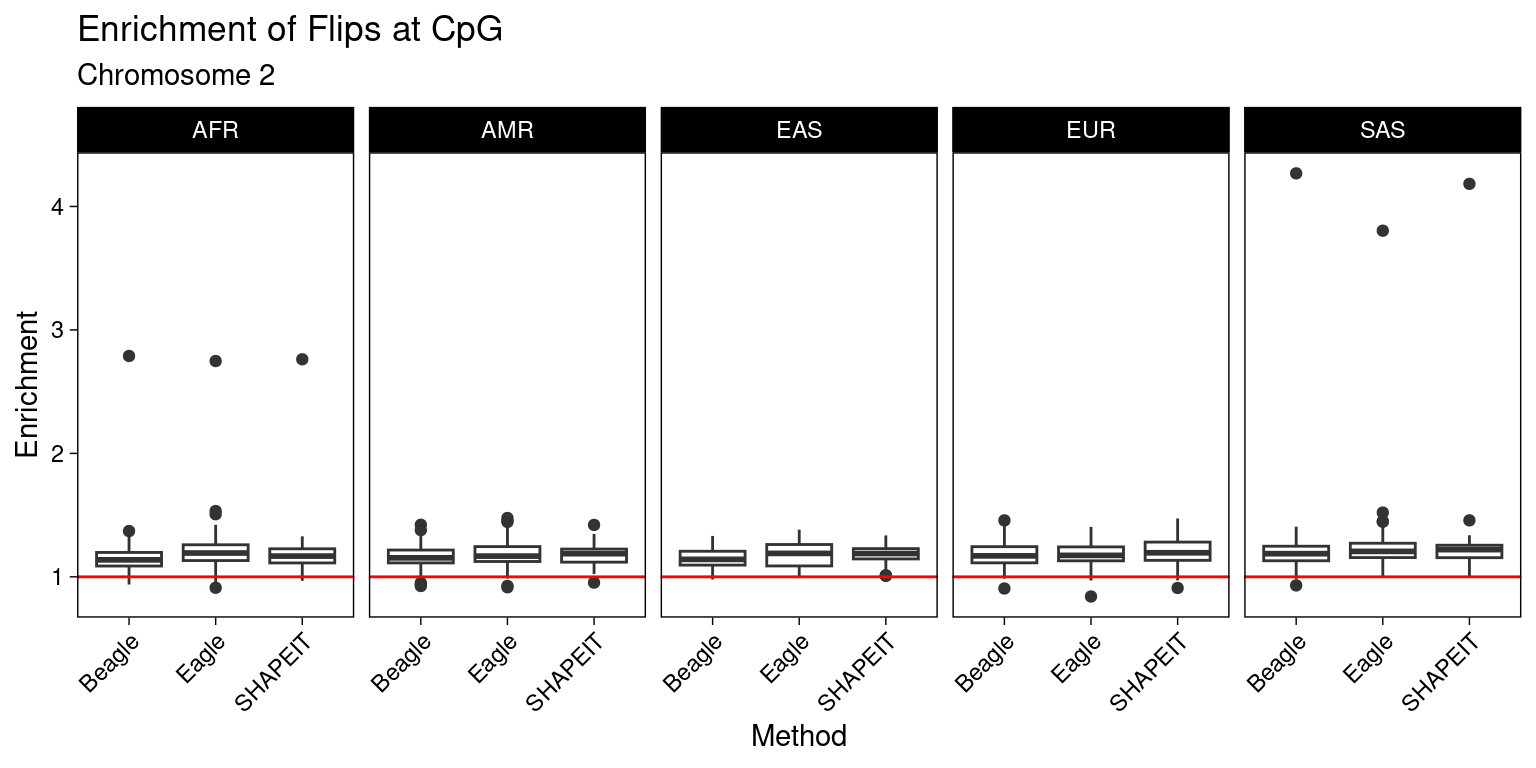 Enrichment of Flips at CpG
Chromosome 2
AFR AMR EAS EUR SAS
4
3
2
1
Enrichment
Beagle Eagle SHAPEIT Beagle Eagle SHAPEIT Beagle Eagle SHAPEIT Beagle Eagle SHAPEIT Beagle Eagle SHAPEIT
Method